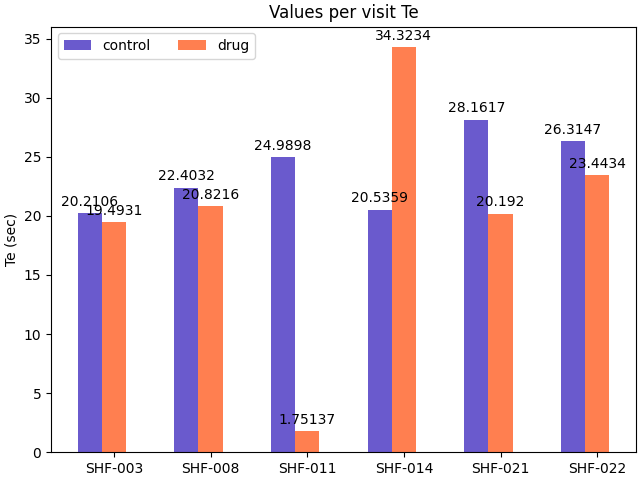 Values per visit Te
control
drug
Te (sec)
35
30
25
20
15
10
5
0
20.2106
19.4931
22.4032
20.8216
24.9898
1.75137
20.5359
34.3234
28.1617
20.192
26.3147
23.4434
SHF-003
SHF-008
SHF-011
SHF-014
SHF-021
SHF-022